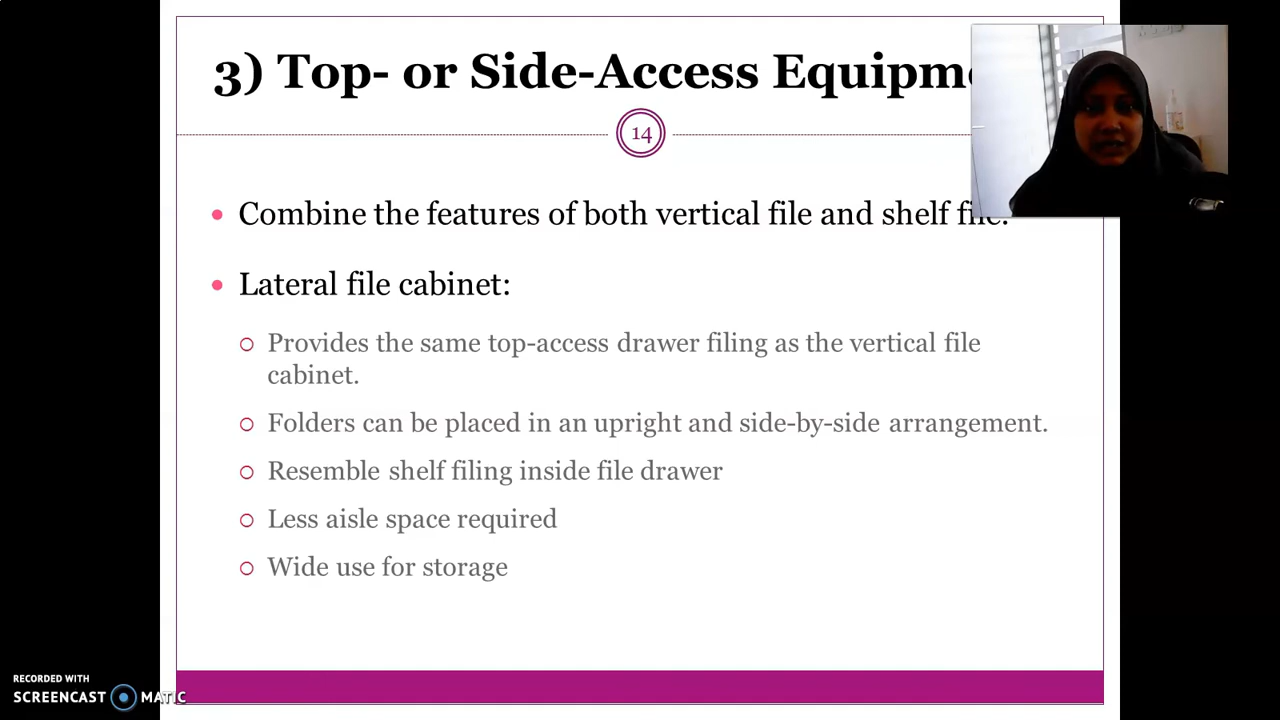 3) Top- or Side-Access
14
Combine the features of both vertical file and shelf file.
Lateral file cabinet:
Provides the same top-access drawer filing as the vertical file
cabinet.
Folders can be placed in an upright and side-by-side arrangement.
Resemble shelf filing inside file drawer
Less aisle space required
Wide use for storage
RECORDED WITH
SCREENCAST MATIC